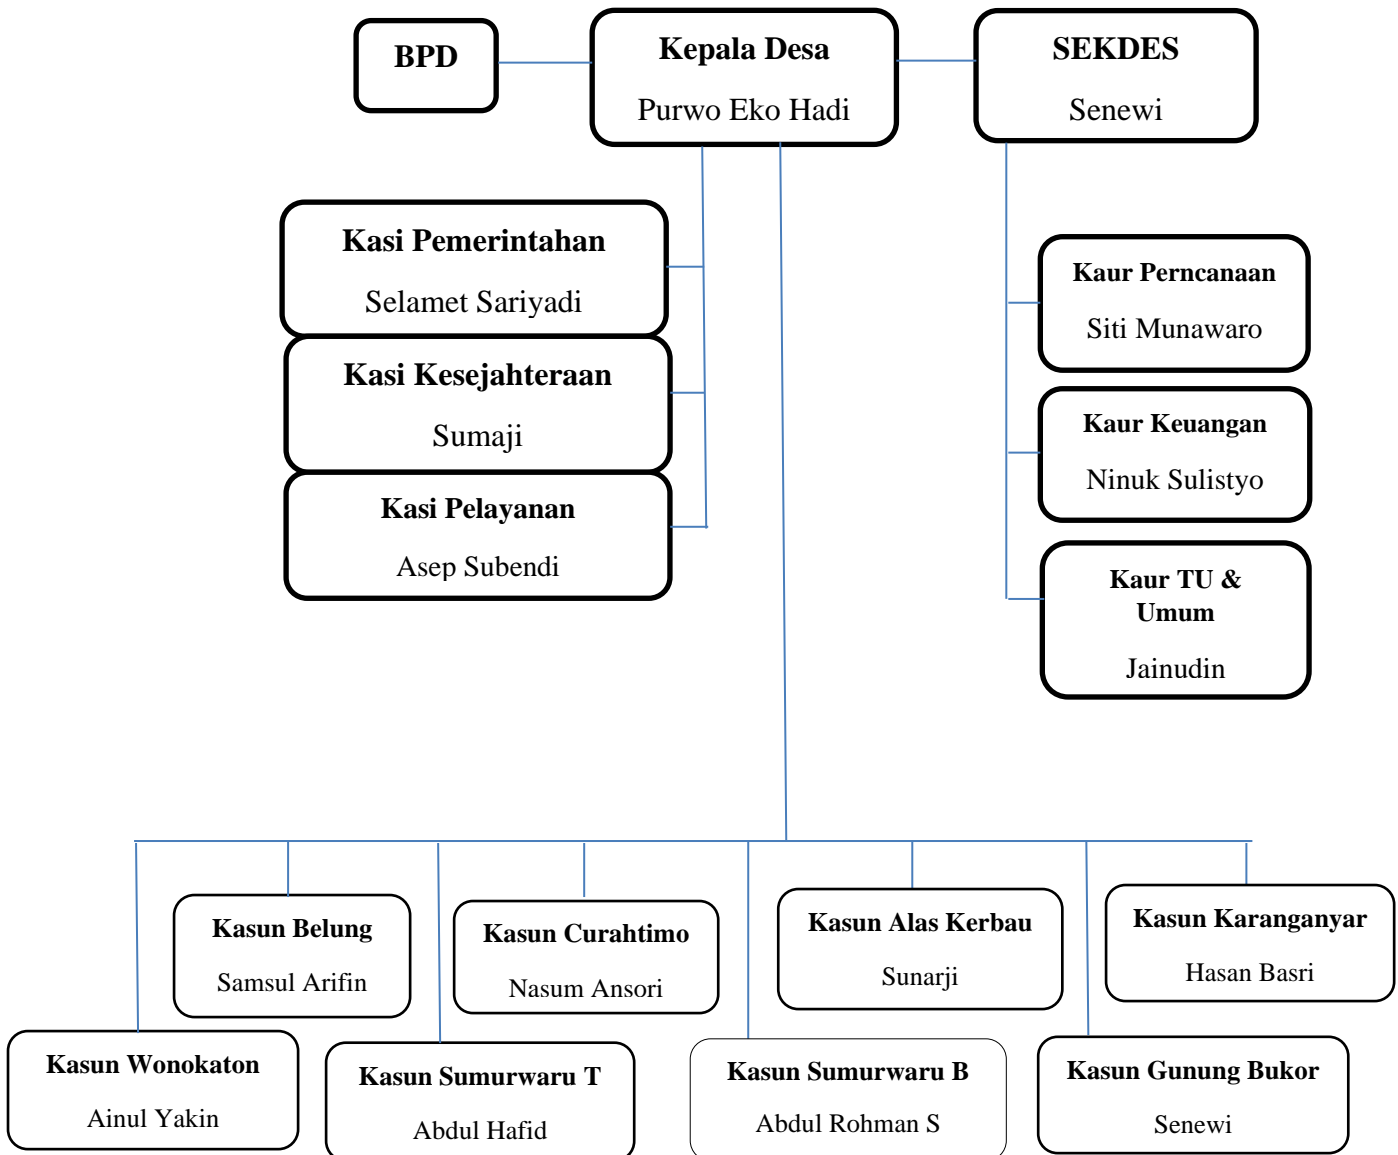 BPD
Kepala Desa
Purwo Eko Hadi
SEKDES
Senewi
Kasi Pemerintahan
Selamet Sariyadi
Kasi Kesejahteraan
Sumaji
Kasi Pelayanan
Asep Subendi
Kaur Perncanaan
Siti Munawaro
Kaur Keuangan
Ninuk Sulistyo
Kaur TU &
Umum
Jainudin
Kasun Belung
Samsul Arifin
Kasun Curahtimo
Nasum Ansori
Kasun Alas Kerbau
Sunarji
Kasun Karanganyar
Hasan Basri
Kasun Wonokaton
Ainul Yakin
Kasun Sumurwaru T
Abdul Hafid
Kasun Sumurwaru B
Abdul Rohman S
Kasun Gunung Bukor
Senewi